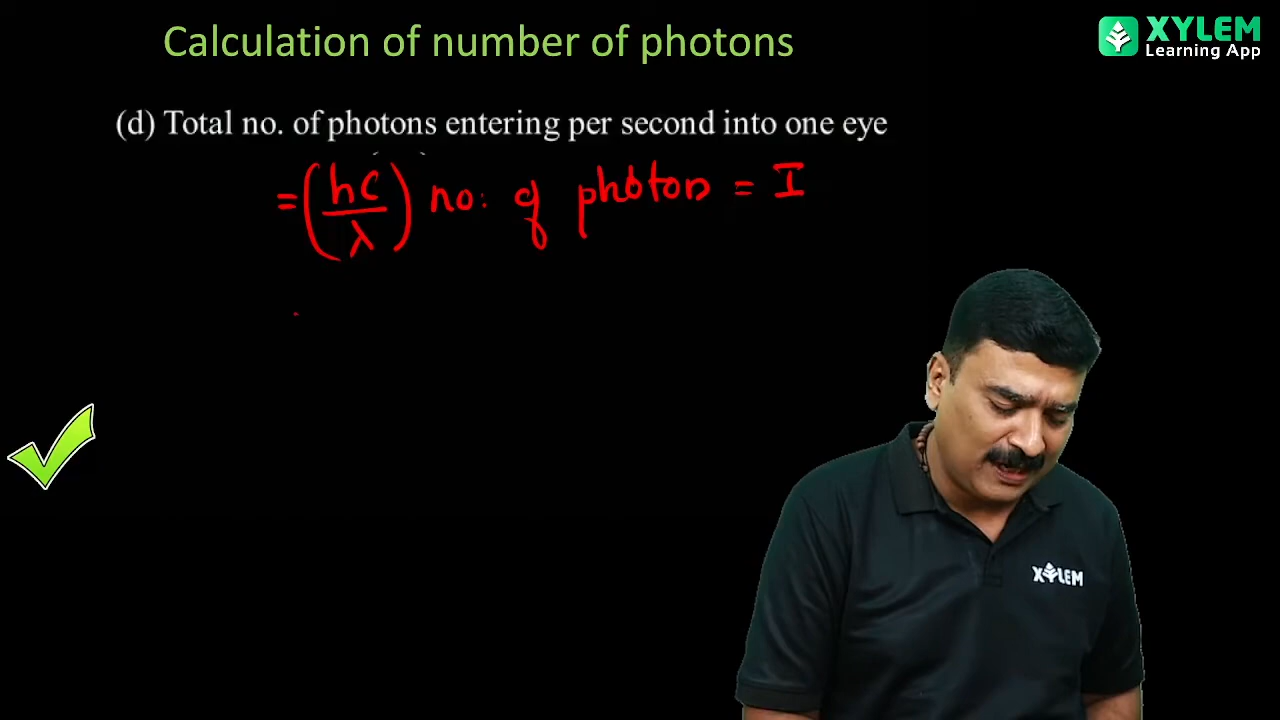 Calculation of number of photons
XYLEM
Learning App
(d) Total no. of photons entering per second into one eye
= (hc/λ) no: of photon = I
XYLEM